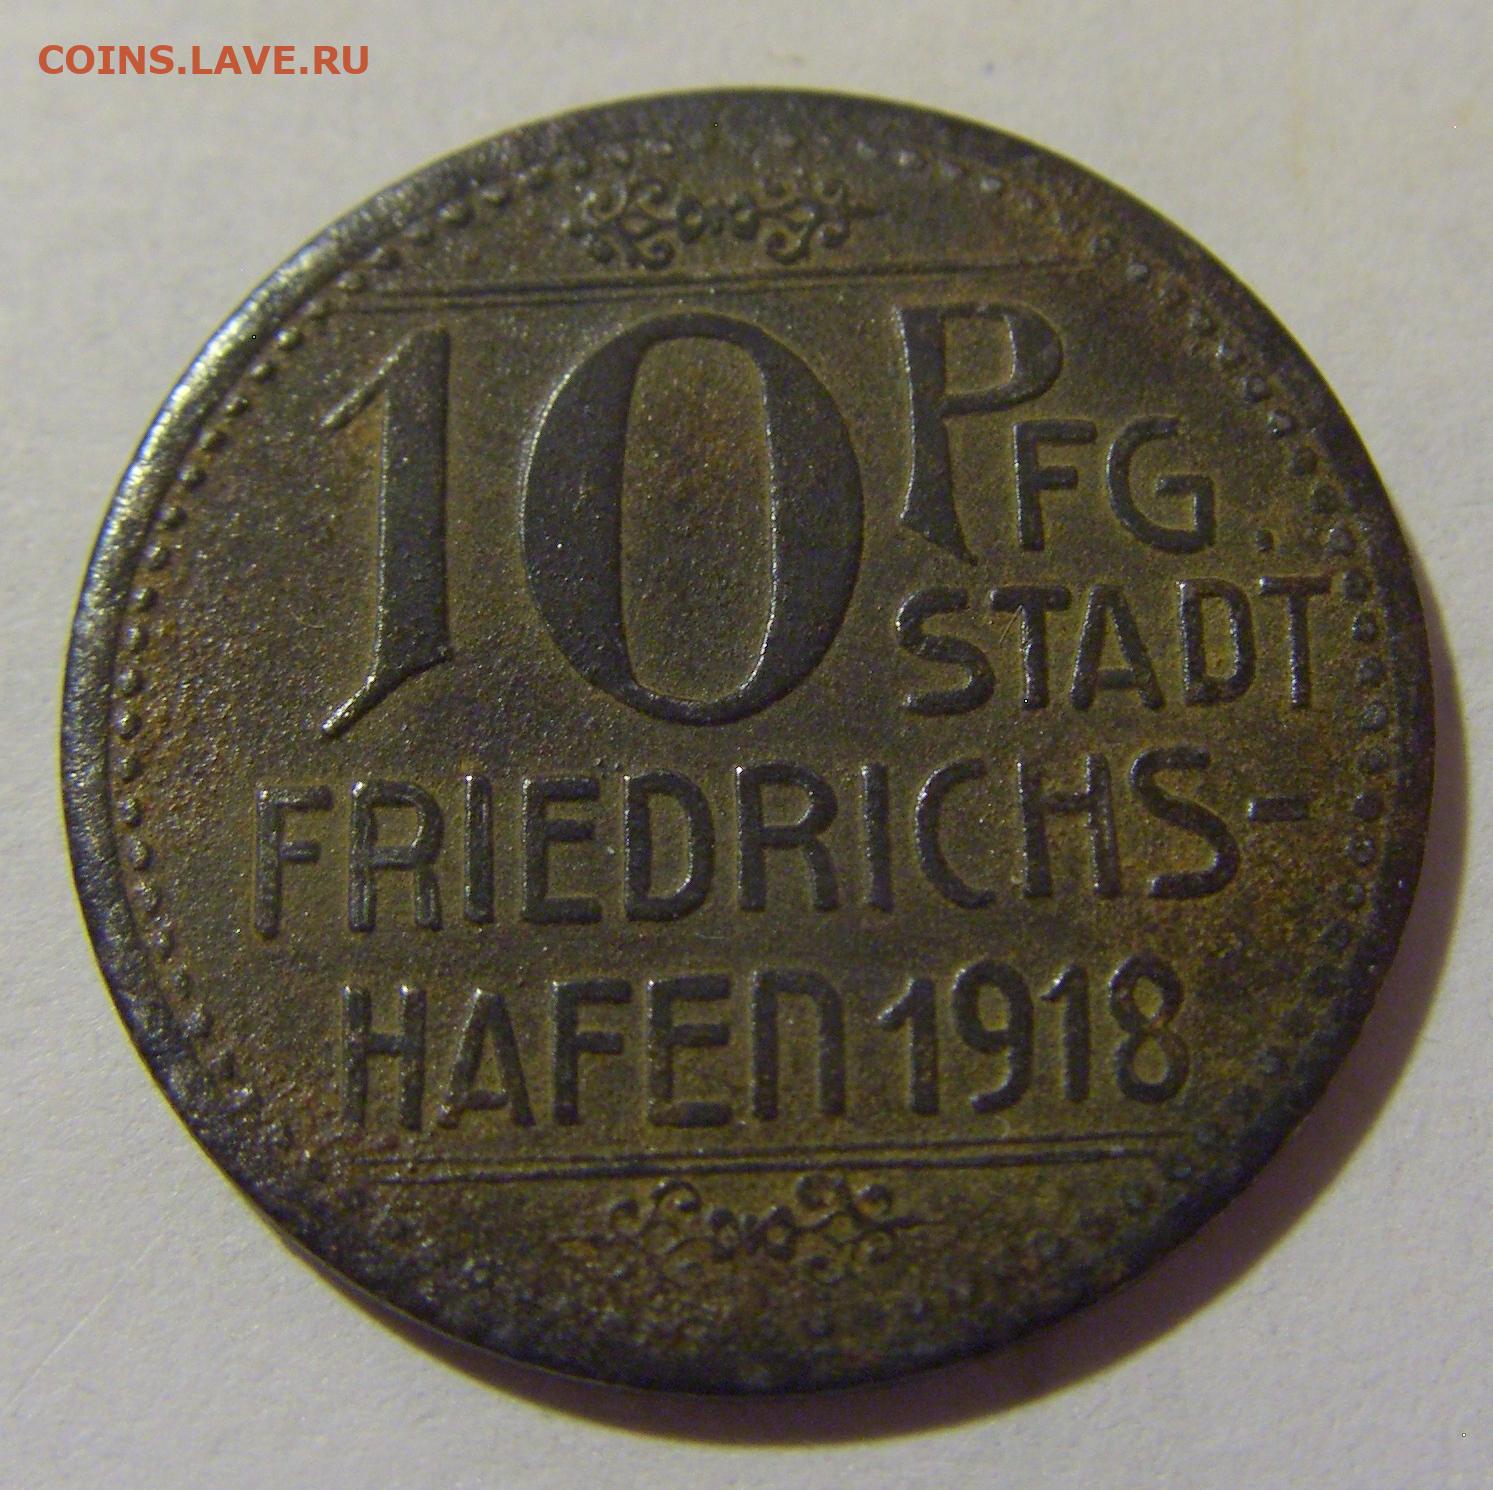 COINS.LAVE.RU
10 PFG.
STADT
FRIEDRICHS-
HAFEN 1918